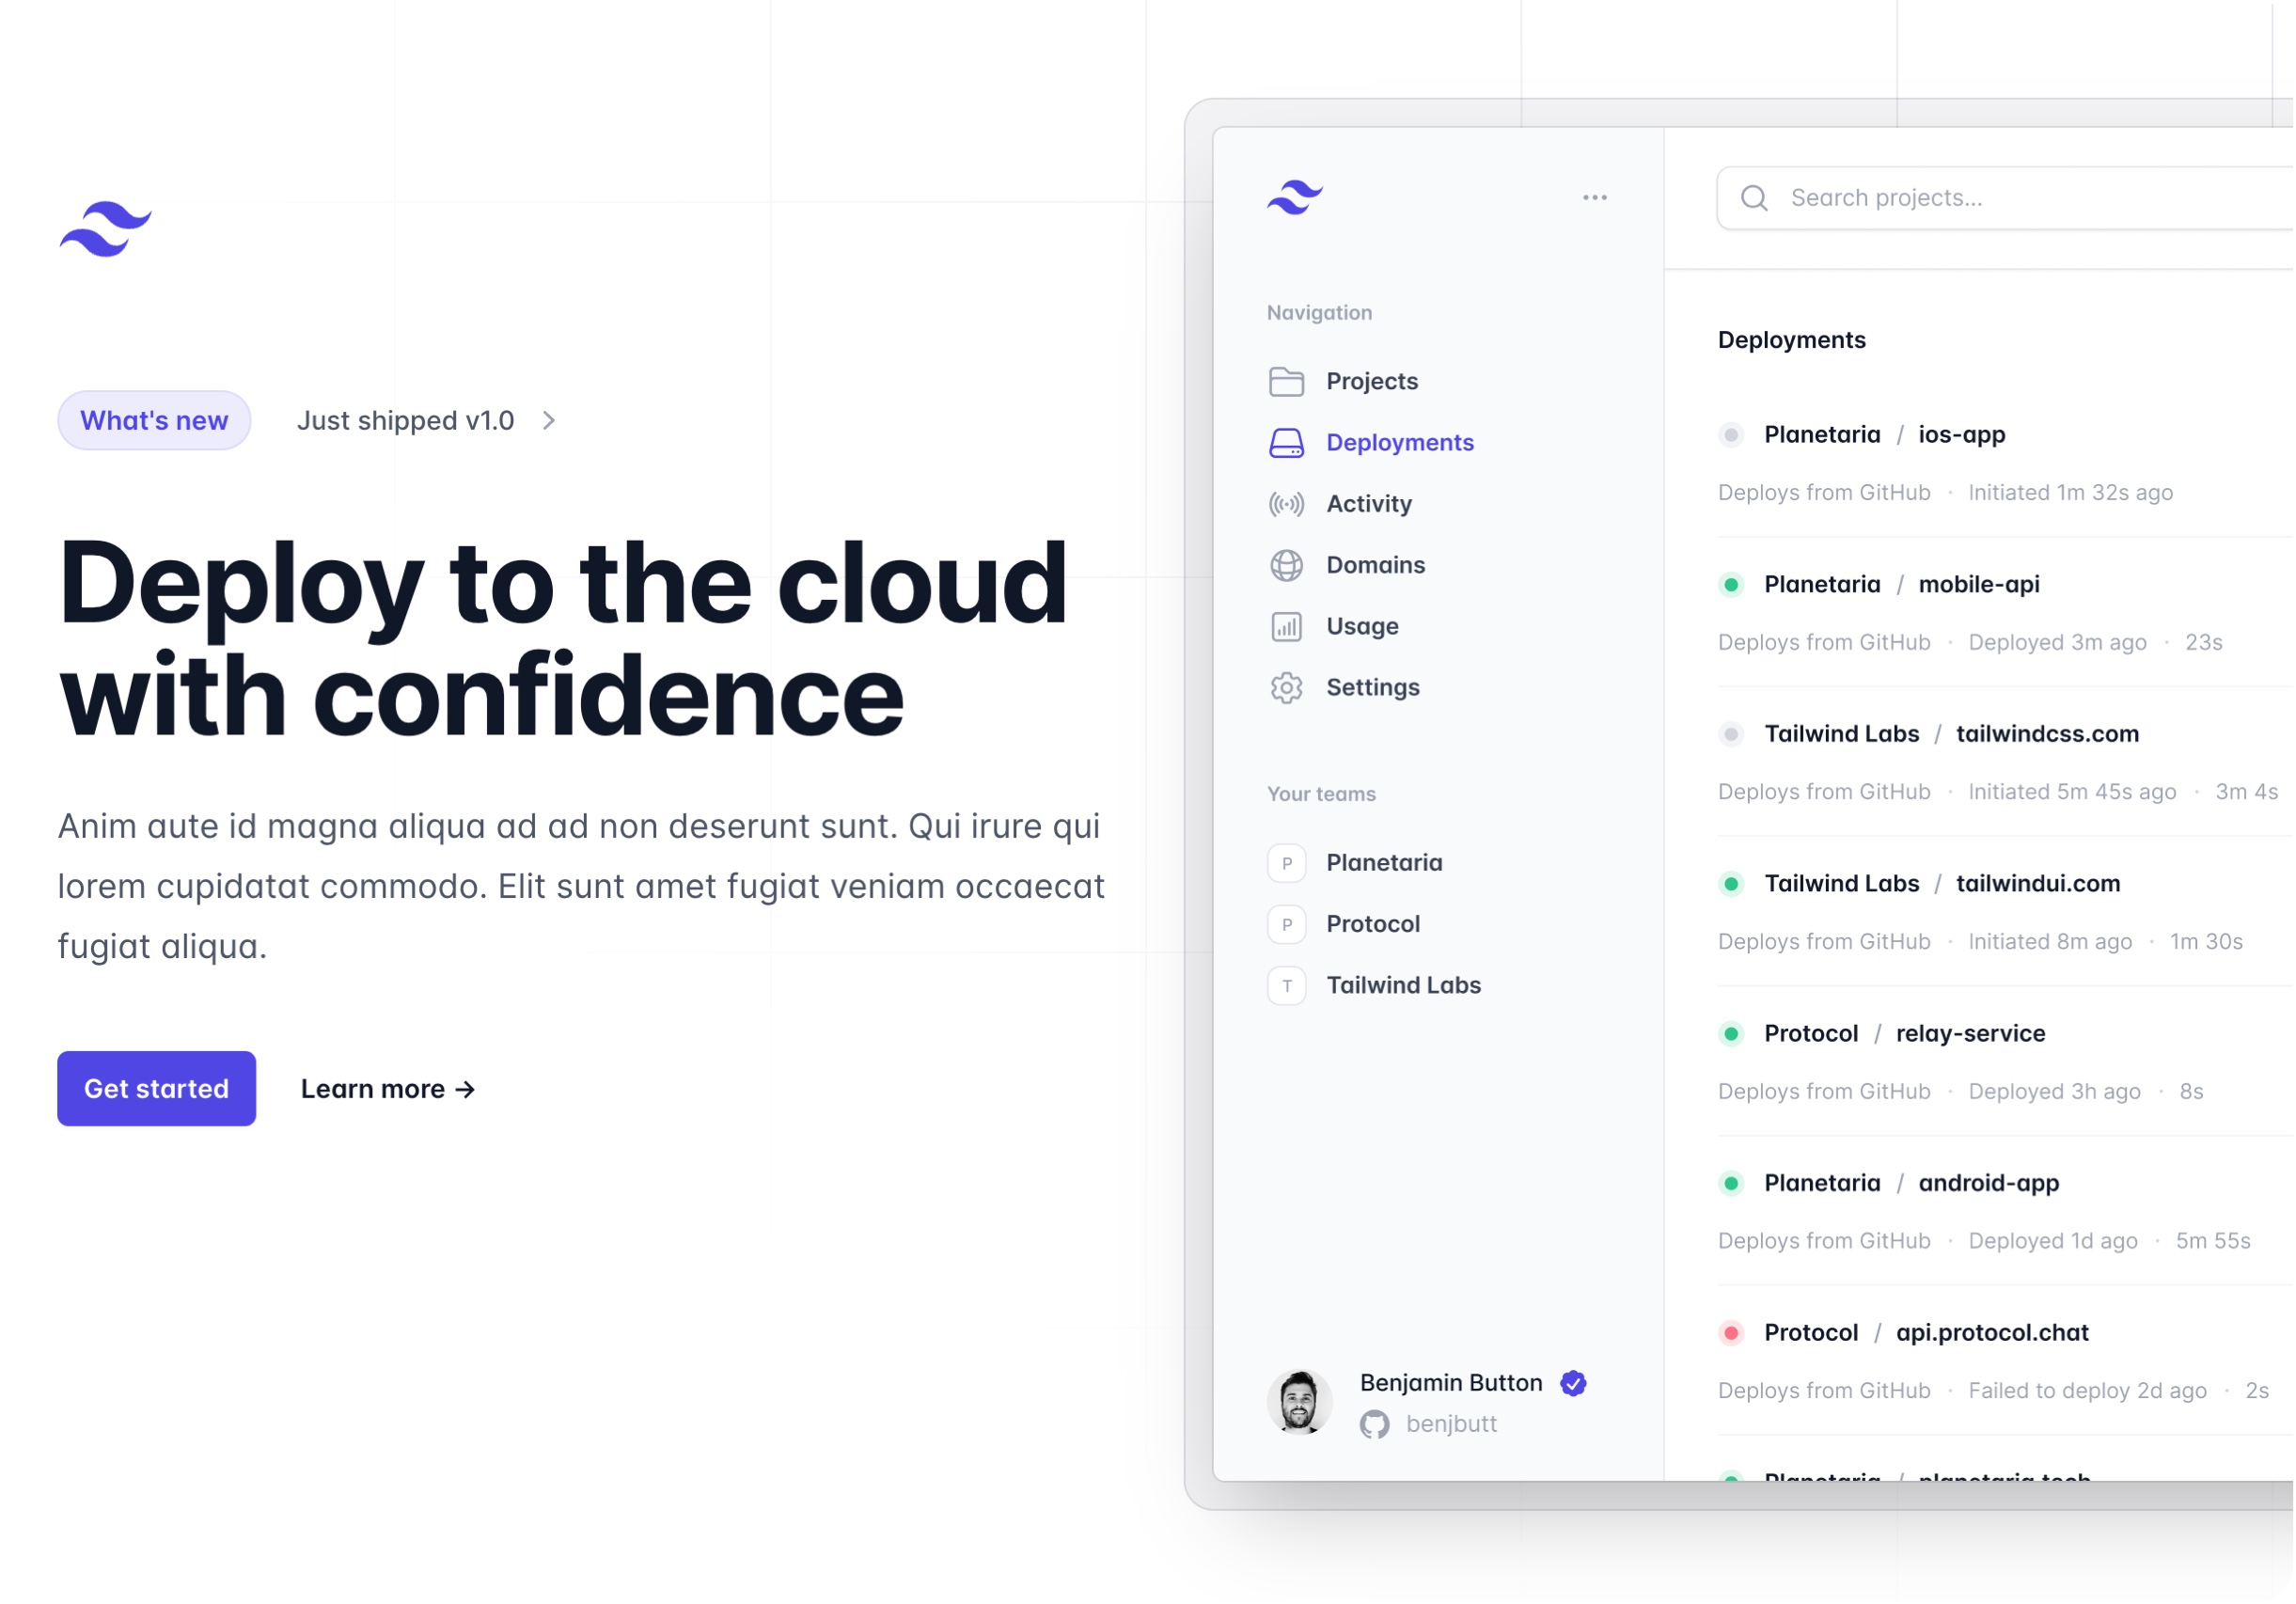 What's new
Just shipped v1.0
Deploy to the cloud
with confidence
Anim aute id magna aliqua ad ad non deserunt sunt. Qui irure qui
lorem cupidatat commodo. Elit sunt amet fugiat veniam occaecat
fugiat aliqua.
Get started
Learn more →
Navigation
Projects
Deployments
Activity
Domains
Usage
Settings
Your teams
P Planetaria
P Protocol
T Tailwind Labs
Benjamin Button
benjbutt
Search projects...
Deployments
Planetaria / ios-app
Deploys from GitHub · Initiated 1m 32s ago
Planetaria / mobile-api
Deploys from GitHub · Deployed 3m ago · 23s
Tailwind Labs / tailwindcss.com
Deploys from GitHub · Initiated 5m 45s ago · 3m 4s
Tailwind Labs / tailwindui.com
Deploys from GitHub · Initiated 8m ago · 1m 30s
Protocol / relay-service
Deploys from GitHub · Deployed 3h ago · 8s
Planetaria / android-app
Deploys from GitHub · Deployed 1d ago · 5m 55s
Protocol / api.protocol.chat
Deploys from GitHub · Failed to deploy 2d ago · 2s
Planetaria / planetaria.tech